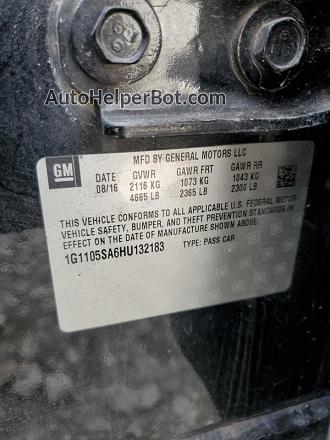 AutoHelperBot.com
GM
MFD BY GENERAL MOTORS LLC
DATE GVWR GAWR FRT GAWR RR
08/16 2116 KG 1073 KG 1043 KG
4665 LB 2365 LB 2300 LB
THIS VEHICLE CONFORMS TO ALL APPLICABLE U.S. FEDERAL MOTOR
VEHICLE SAFETY, BUMPER, AND THEFT PREVENTION STANDARDS IN
EFFECT ON THE DATE OF MANUFACTURE SHOWN ABOVE.
1G1105SA6HU132183 TYPE: PASS CAR